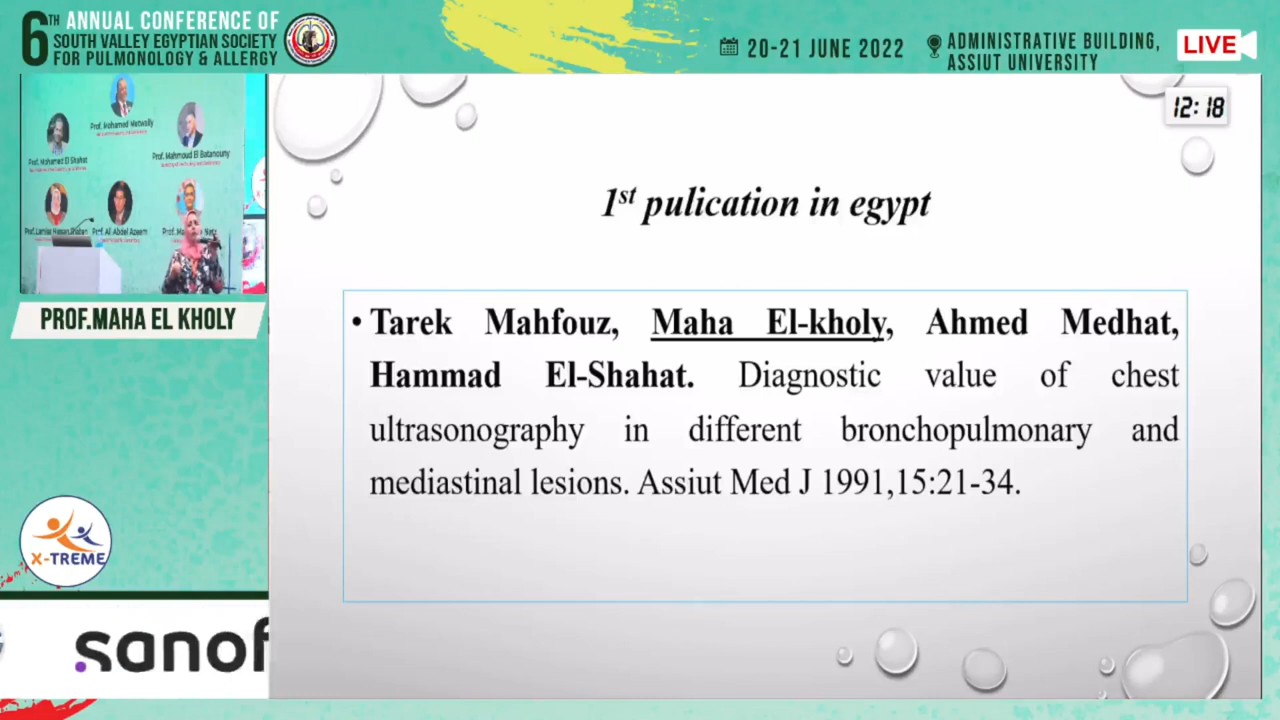 6TH ANNUAL CONFERENCE OF
SOUTH VALLEY EGYPTIAN SOCIETY
FOR PULMONOLOGY & ALLERGY
20-21 JUNE 2022
ADMINISTRATIVE BUILDING,
ASSIUT UNIVERSITY
LIVE
12:18
Prof. Mohamed Metwally
Prof. Mohamed El Shahat
Prof. Mahmoud El Batanouny
Prof. Lamiaa Hassan Shaban
Prof. Ali Abdel Azeem
PROF.MAHA EL KHOLY
1st pulication in egypt
• Tarek Mahfouz, Maha El-kholy, Ahmed Medhat,
Hammad El-Shahat. Diagnostic value of chest
ultrasonography in different bronchopulmonary and
mediastinal lesions. Assiut Med J 1991,15:21-34.
X-TREME
sanof